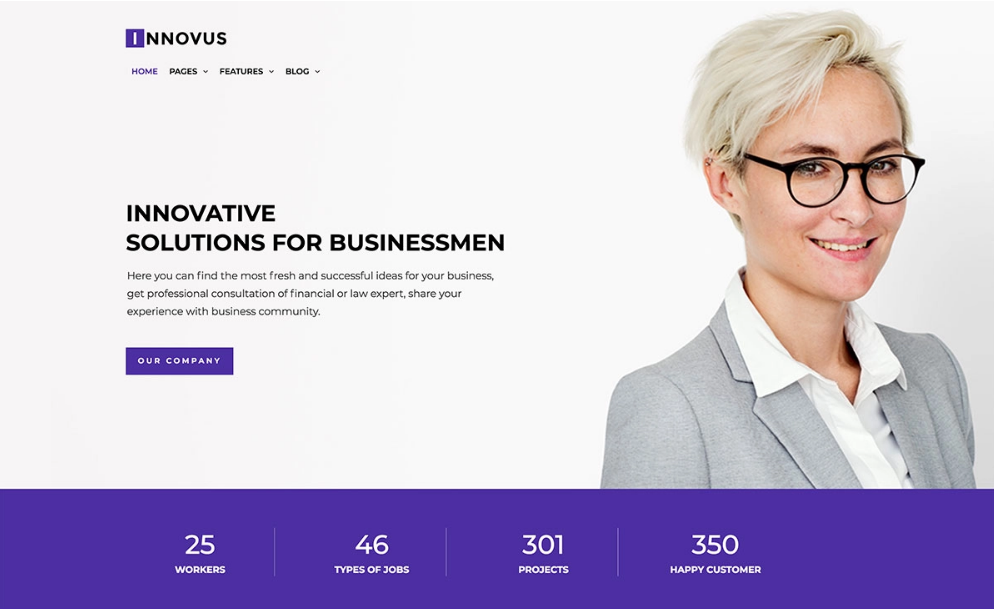 INNOVUS
HOME PAGES FEATURES BLOG
INNOVATIVE
SOLUTIONS FOR BUSINESSMEN
Here you can find the most fresh and successful ideas for your business,
get professional consultation of financial or law expert, share your
experience with business community.
OUR COMPANY
25 46 301 350
WORKERS TYPES OF JOBS PROJECTS HAPPY CUSTOMER